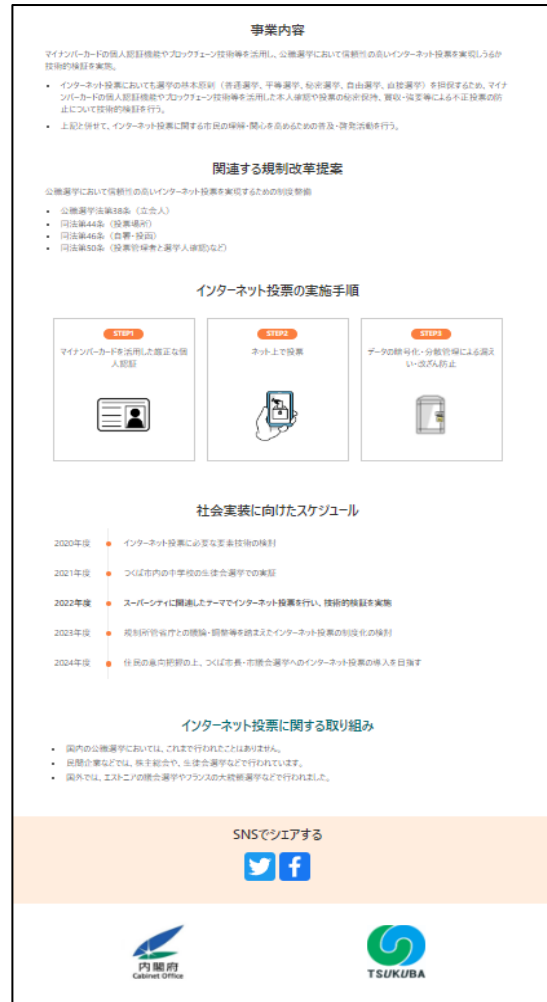 事業内容
マイナンバーカードの個人認証機能やブロックチェーン技術等を活用し、公職選挙において信頼性の高いインターネット投票を実現しうるか
技術的検証を実施。
• インターネット投票においても選挙の基本原則（普通選挙、平等選挙、秘密選挙、自由選挙、直接選挙）を担保するため、マイナ
ンバーカードの個人認証機能やブロックチェーン技術等を活用した本人確認や投票の秘密保持、買収・強要等による不正投票の防
止について技術的検証を行う。
• 上記と併せて、インターネット投票に関する市民の理解・関心を高めるための普及・啓発活動を行う。
関連する規制改革提案
公職選挙において信頼性の高いインターネット投票を実現するための制度整備
• 公職選挙法第38条（立会人）
• 同法第44条（投票場所）
• 同法第46条（自書・投函）
• 同法第50条（投票管理者と選挙人確認)など）
インターネット投票の実施手順
STEP1
マイナンバーカードを活用した厳正な個
人認証
STEP2
ネット上で投票
STEP3
データの暗号化・分散管理による漏え
い・改ざん防止
社会実装に向けたスケジュール
2020年度 インターネット投票に必要な要素技術の検討
2021年度 つくば市内の中学校の生徒会選挙での実証
2022年度 スーパーシティに関連したテーマでインターネット投票を行い、技術的検証を実施
2023年度 規制所管省庁との議論・調整等を踏まえたインターネット投票の制度化の検討
2024年度 住民の意向把握の上、つくば市長・市議会選挙へのインターネット投票の導入を目指す
インターネット投票に関する取り組み
• 国内の公職選挙においては、これまで行われたことはありません。
• 民間企業などでは、株主総会や、生徒会選挙などで行われています。
• 国外では、エストニアの議会選挙やフランスの大統領選挙などで行われました。
SNSでシェアする
内閣府
Cabinet Office
TSUKUBA